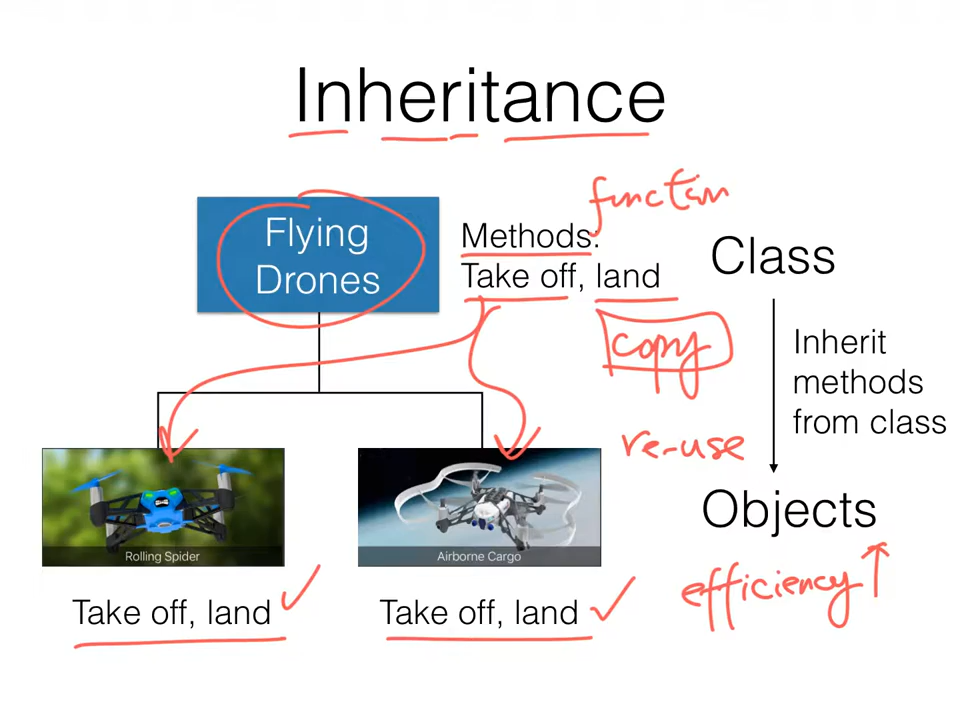 Inheritance
function
Flying
Drones
Methods:
Take off, land
Class
copy
Inherit
methods
from class
re-use
Objects
Rolling Spider
Airborne Cargo
efficiency
Take off, land
Take off, land